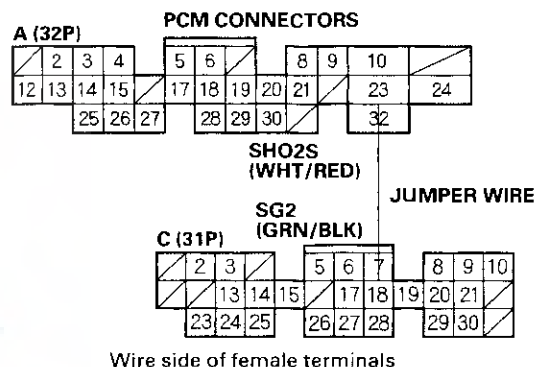 PCM CONNECTORS
A (32P)
2 3 4 5 6 8 9 10
12 13 14 15 17 18 19 20 21 23 24
25 26 27 28 29 30 32
SHO2S
(WHT/RED)
JUMPER WIRE
SG2
(GRN/BLK)
C (31P)
2 3 5 6 7 8 9 10
13 14 15 17 18 19 20 21
23 24 25 26 27 28 29 30
Wire side of female terminals